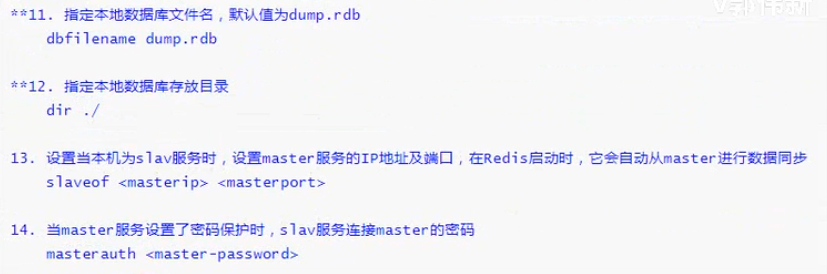 **11. 指定本地数据库文件名，默认值为dump.rdb
dbfilename dump.rdb
**12. 指定本地数据库存放目录
dir ./
13. 设置当本机为slav服务时，设置master服务的IP地址及端口，在Redis启动时，它会自动从master进行数据同步
slaveof <masterip> <masterport>
14. 当master服务设置了密码保护时，slav服务连接master的密码
masterauth <master-password>